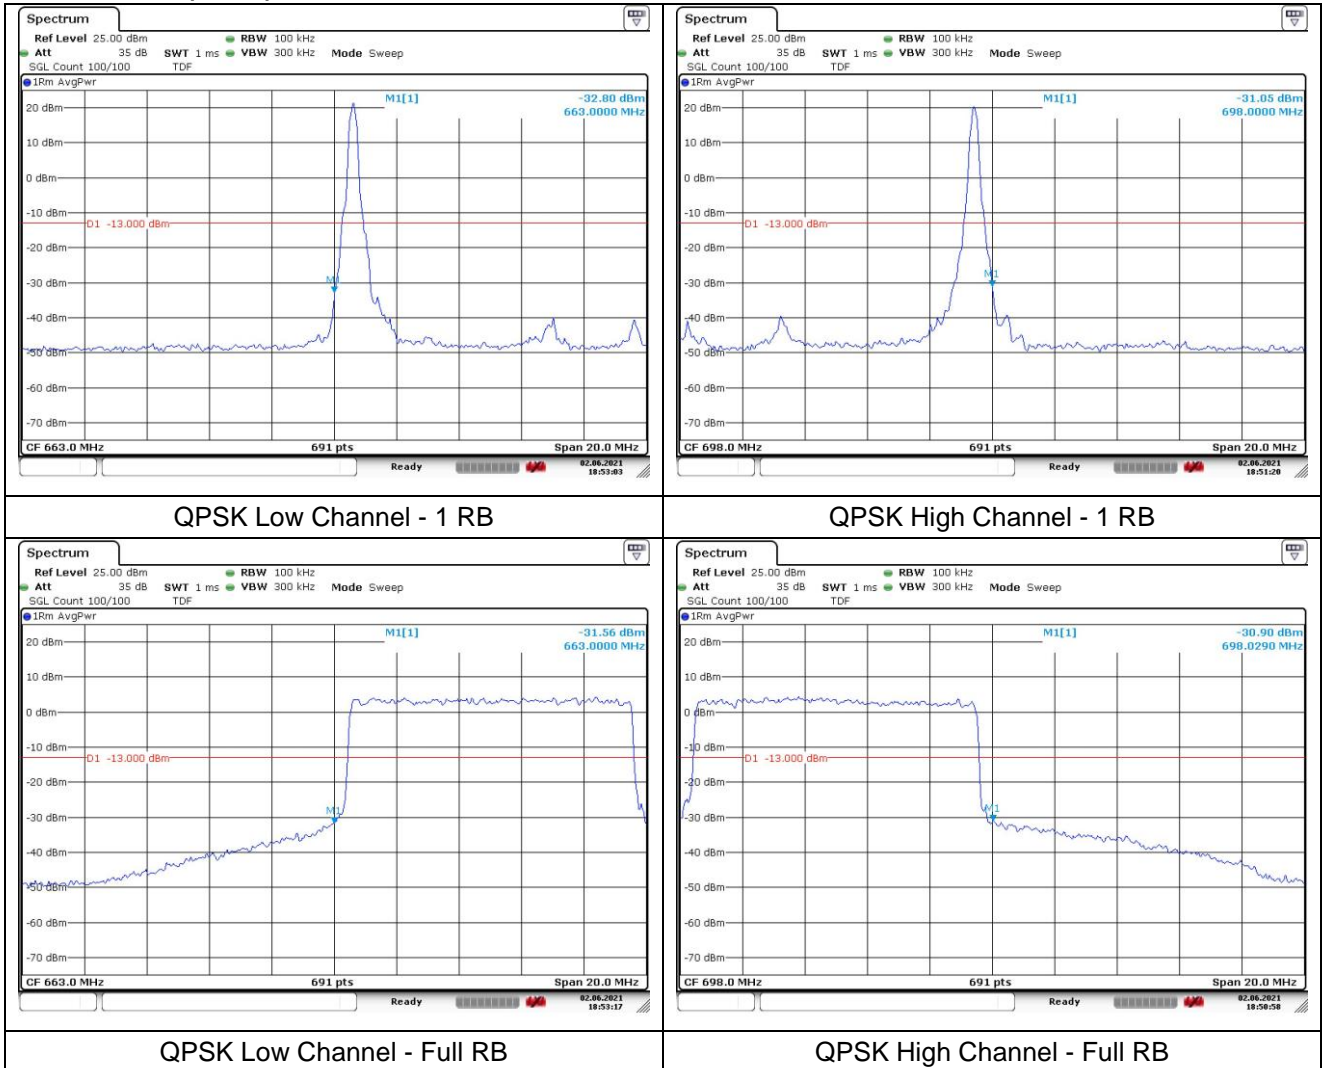 Spectrum
Ref Level 25.00 dBm RBW 100 kHz
Att 35 dB SWT 1 ms VBW 300 kHz Mode Sweep
SGL Count 100/100 TDF
1Rm AvgPwr
M1[1] -32.80 dBm
663.0000 MHz
20 dBm
10 dBm
0 dBm
-10 dBm
D1 -13.000 dBm
-20 dBm
M1
-30 dBm
-40 dBm
-50 dBm
-60 dBm
-70 dBm
CF 663.0 MHz 691 pts Span 20.0 MHz
Ready 02.06.2021
18:53:03
QPSK Low Channel - 1 RB
Spectrum
Ref Level 25.00 dBm RBW 100 kHz
Att 35 dB SWT 1 ms VBW 300 kHz Mode Sweep
SGL Count 100/100 TDF
1Rm AvgPwr
M1[1] -31.05 dBm
698.0000 MHz
20 dBm
10 dBm
0 dBm
-10 dBm
D1 -13.000 dBm
-20 dBm
M1
-30 dBm
-40 dBm
-50 dBm
-60 dBm
-70 dBm
CF 698.0 MHz 691 pts Span 20.0 MHz
Ready 02.06.2021
18:51:20
QPSK High Channel - 1 RB
Spectrum
Ref Level 25.00 dBm RBW 100 kHz
Att 35 dB SWT 1 ms VBW 300 kHz Mode Sweep
SGL Count 100/100 TDF
1Rm AvgPwr
M1[1] -31.56 dBm
663.0000 MHz
20 dBm
10 dBm
0 dBm
-10 dBm
D1 -13.000 dBm
-20 dBm
M1
-30 dBm
-40 dBm
-50 dBm
-60 dBm
-70 dBm
CF 663.0 MHz 691 pts Span 20.0 MHz
Ready 02.06.2021
18:53:17
QPSK Low Channel - Full RB
Spectrum
Ref Level 25.00 dBm RBW 100 kHz
Att 35 dB SWT 1 ms VBW 300 kHz Mode Sweep
SGL Count 100/100 TDF
1Rm AvgPwr
M1[1] -30.90 dBm
698.0290 MHz
20 dBm
10 dBm
0 dBm
-10 dBm
D1 -13.000 dBm
-20 dBm
M1
-30 dBm
-40 dBm
-50 dBm
-60 dBm
-70 dBm
CF 698.0 MHz 691 pts Span 20.0 MHz
Ready 02.06.2021
18:50:58
QPSK High Channel - Full RB